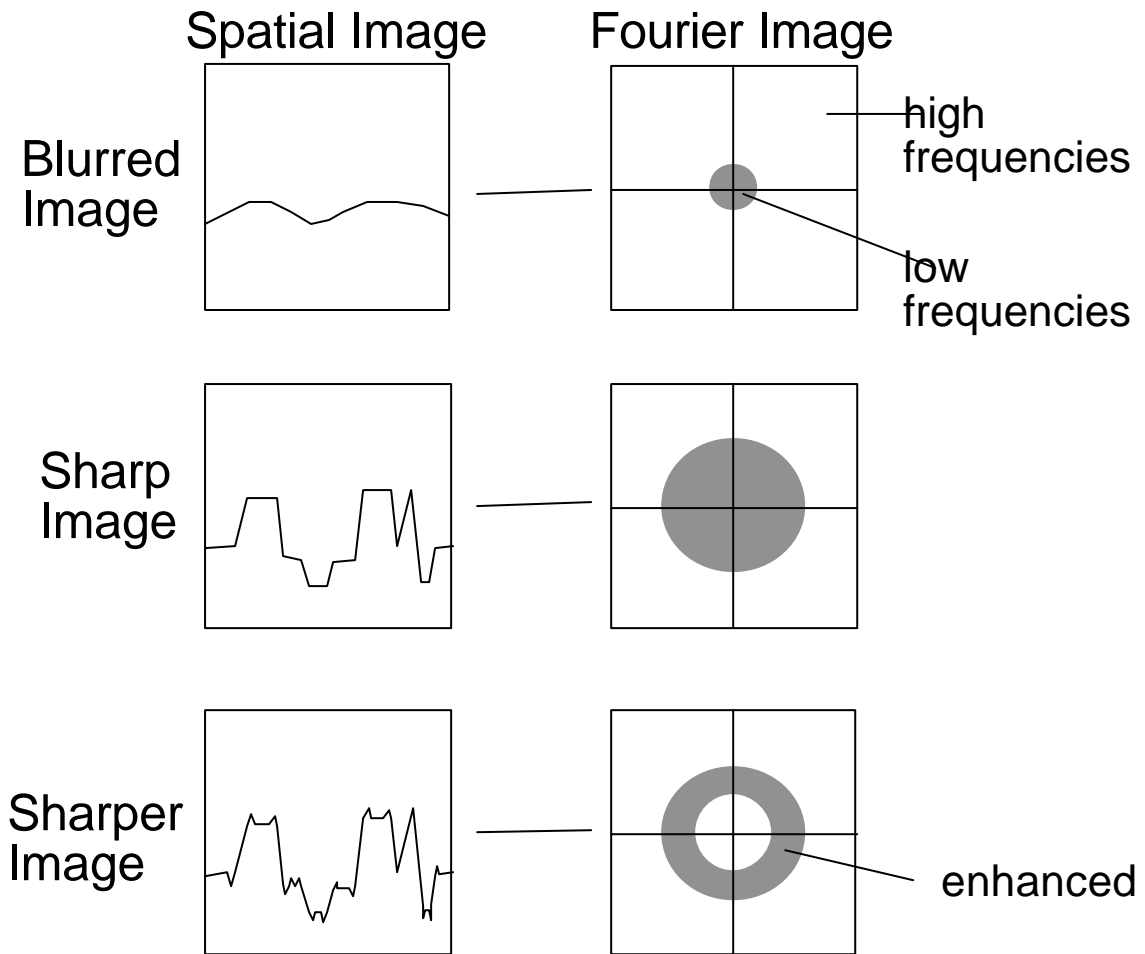 Spatial Image
Fourier Image
Blurred
Image
high
frequencies
low
frequencies
Sharp
Image
Sharper
Image
enhanced